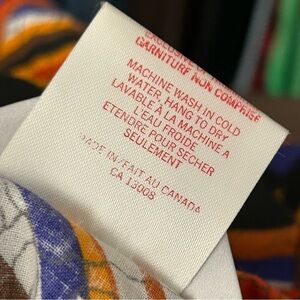 EXCLUSIVE
GARNITURE NON COMPRISE
MACHINE WASH IN COLD
WATER, HANG TO DRY
LAVABLE À LA MACHINE A
L'EAU FROIDE
ETENDRE POUR SECHER
SEULEMENT
MADE IN/FAIT AU CANADA
CA 13008